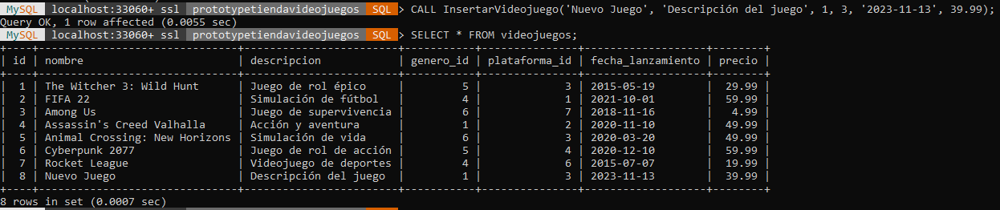 MySQL localhost:33060+ ssl prototypetiendavideojuegos SQL > CALL InsertarVideojuego('Nuevo Juego', 'Descripción del juego', 1, 3, '2023-11-13', 39.99);
Query OK, 1 row affected (0.0055 sec)
MySQL localhost:33060+ ssl prototypetiendavideojuegos SQL > SELECT * FROM videojuegos;
+----+--------------------------------+-----------------------+-----------+---------------+-------------------+--------+
| id | nombre | descripcion | genero_id | plataforma_id | fecha_lanzamiento | precio |
+----+--------------------------------+-----------------------+-----------+---------------+-------------------+--------+
| 1 | The Witcher 3: Wild Hunt | Juego de rol épico | 5 | 3 | 2015-05-19 | 29.99 |
| 2 | FIFA 22 | Simulación de fútbol | 4 | 1 | 2021-10-01 | 59.99 |
| 3 | Among Us | Juego de supervivencia | 6 | 7 | 2018-11-16 | 4.99 |
| 4 | Assassin's Creed Valhalla | Acción y aventura | 1 | 2 | 2020-11-10 | 49.99 |
| 5 | Animal Crossing: New Horizons | Simulación de vida | 6 | 3 | 2020-03-20 | 49.99 |
| 6 | Cyberpunk 2077 | Juego de rol de acción | 5 | 4 | 2020-12-10 | 59.99 |
| 7 | Rocket League | Videojuego de deportes | 4 | 6 | 2015-07-07 | 19.99 |
| 8 | Nuevo Juego | Descripción del juego | 1 | 3 | 2023-11-13 | 39.99 |
+----+--------------------------------+-----------------------+-----------+---------------+-------------------+--------+
8 rows in set (0.0007 sec)